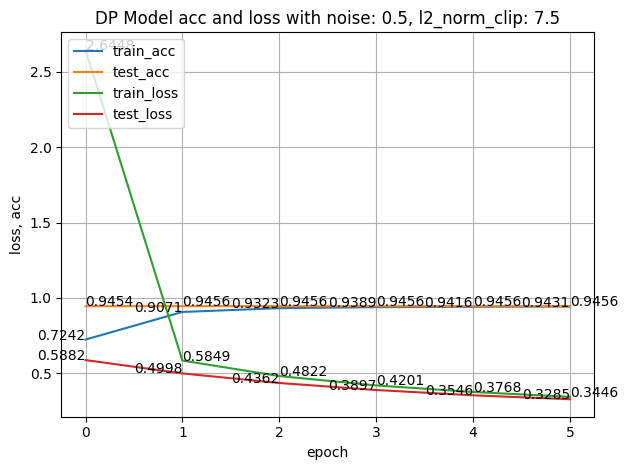 DP Model acc and loss with noise: 0.5, l2_norm_clip: 7.5
2.6448
train_acc
test_acc
train_loss
test_loss
2.5
2.0
1.5
1.0
0.5
loss, acc
0.9454 0.9456 0.9456 0.9456 0.9456 0.9456
0.7242 0.9071 0.9323 0.9389 0.9416 0.9431
0.5849 0.4822 0.4201 0.3768 0.3446
0.5882 0.4998 0.4362 0.3897 0.3546 0.3285
0 1 2 3 4 5
epoch